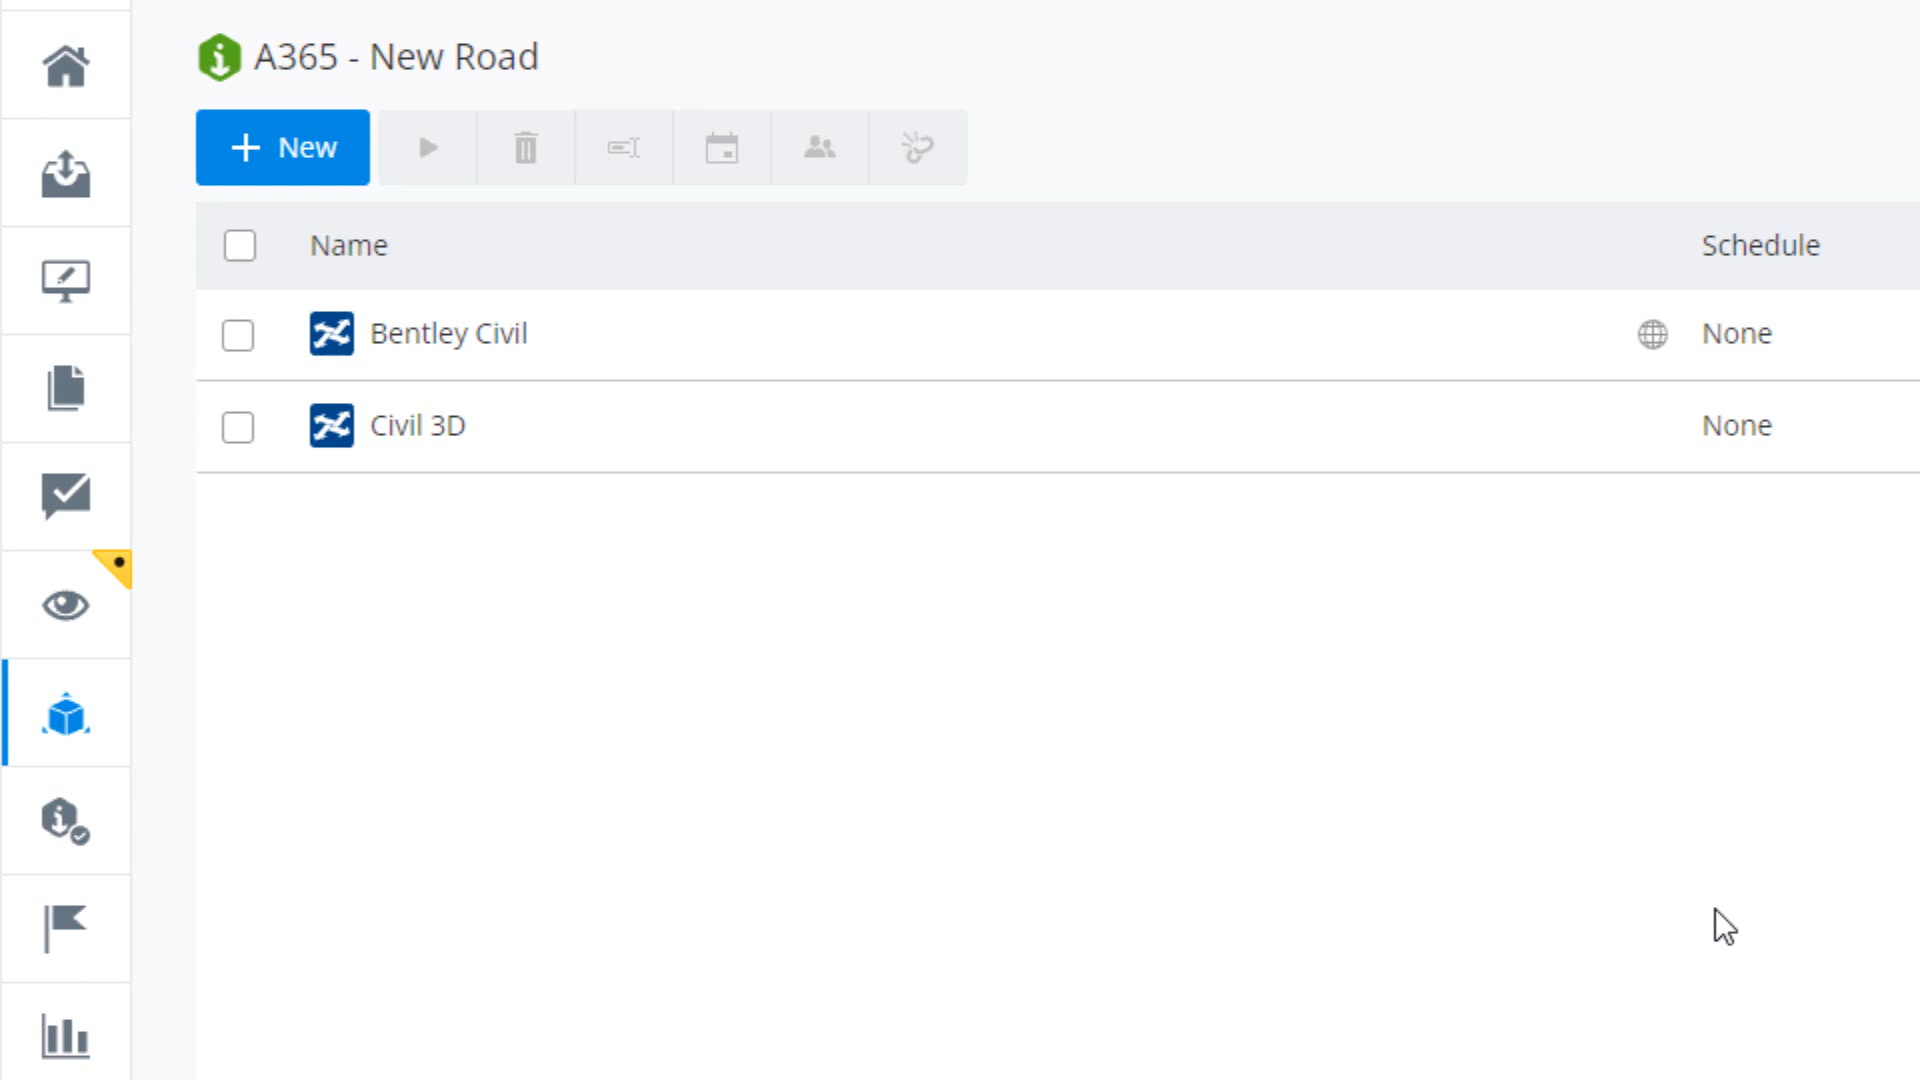 A365 - New Road
New
Name Schedule
Bentley Civil None
Civil 3D None